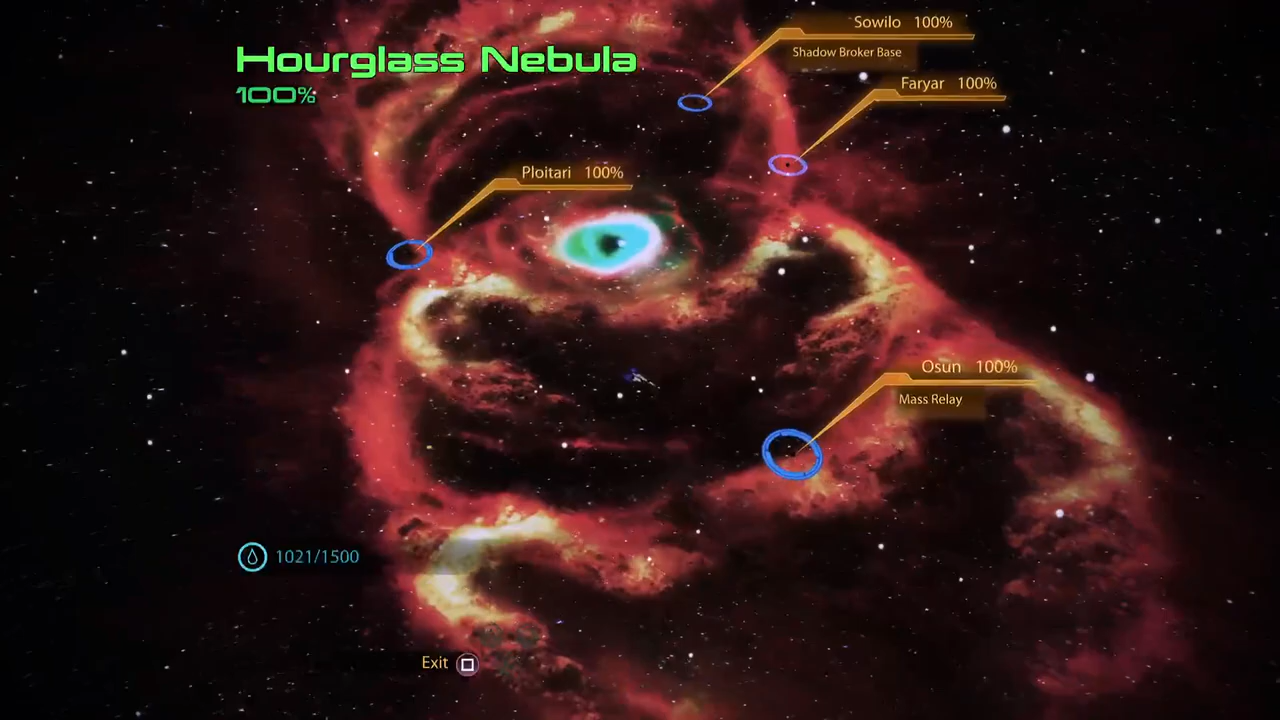 Hourglass Nebula
100%
Sowilo 100%
Shadow Broker Base
Faryar 100%
Ploitari 100%
Osun 100%
Mass Relay
1021/1500
Exit